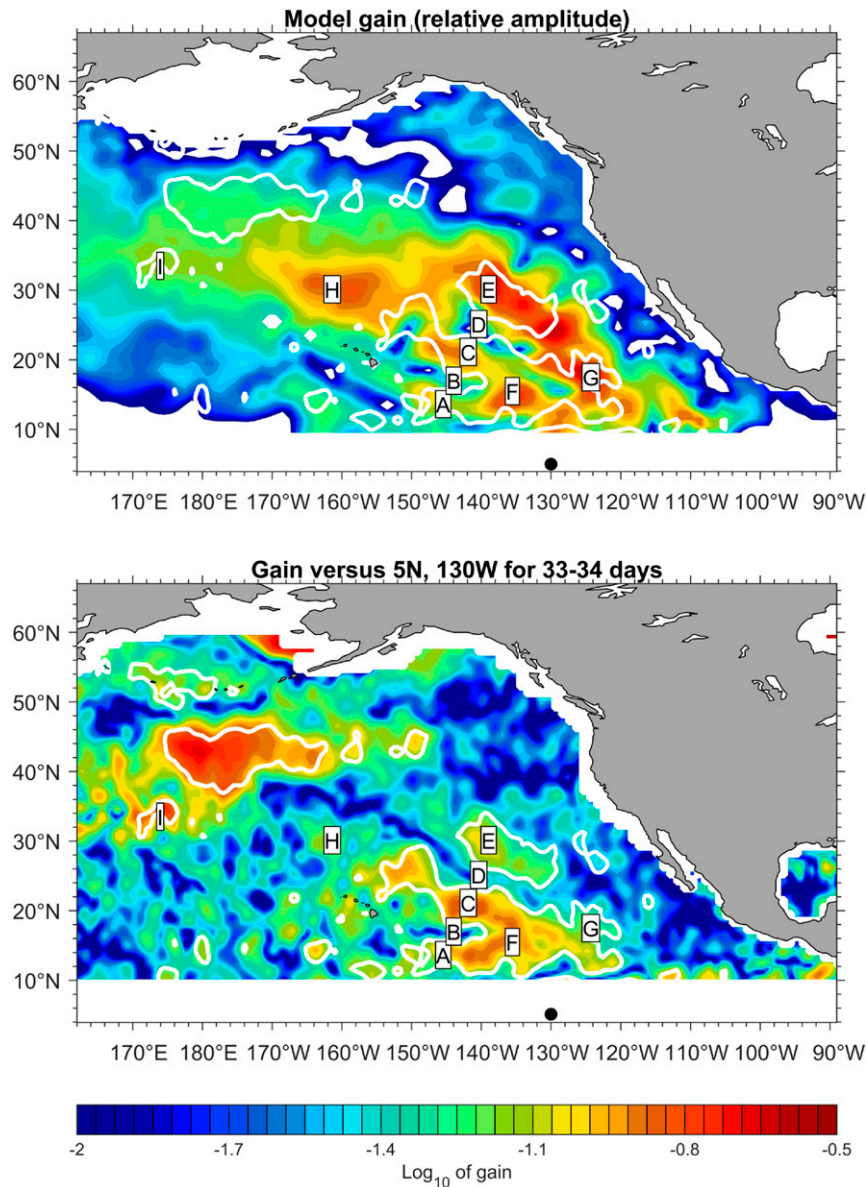 Model gain (relative amplitude)
60°N
50°N
40°N
30°N
20°N
10°N
I
H
E
D
C
B
A
F
G
170°E 180°E 170°W 160°W 150°W 140°W 130°W 120°W 110°W 100°W 90°W
Gain versus 5N, 130W for 33-34 days
60°N
50°N
40°N
30°N
20°N
10°N
I
H
E
D
C
B
A
F
G
170°E 180°E 170°W 160°W 150°W 140°W 130°W 120°W 110°W 100°W 90°W
-2 -1.7 -1.4 -1.1 -0.8 -0.5
Log10 of gain